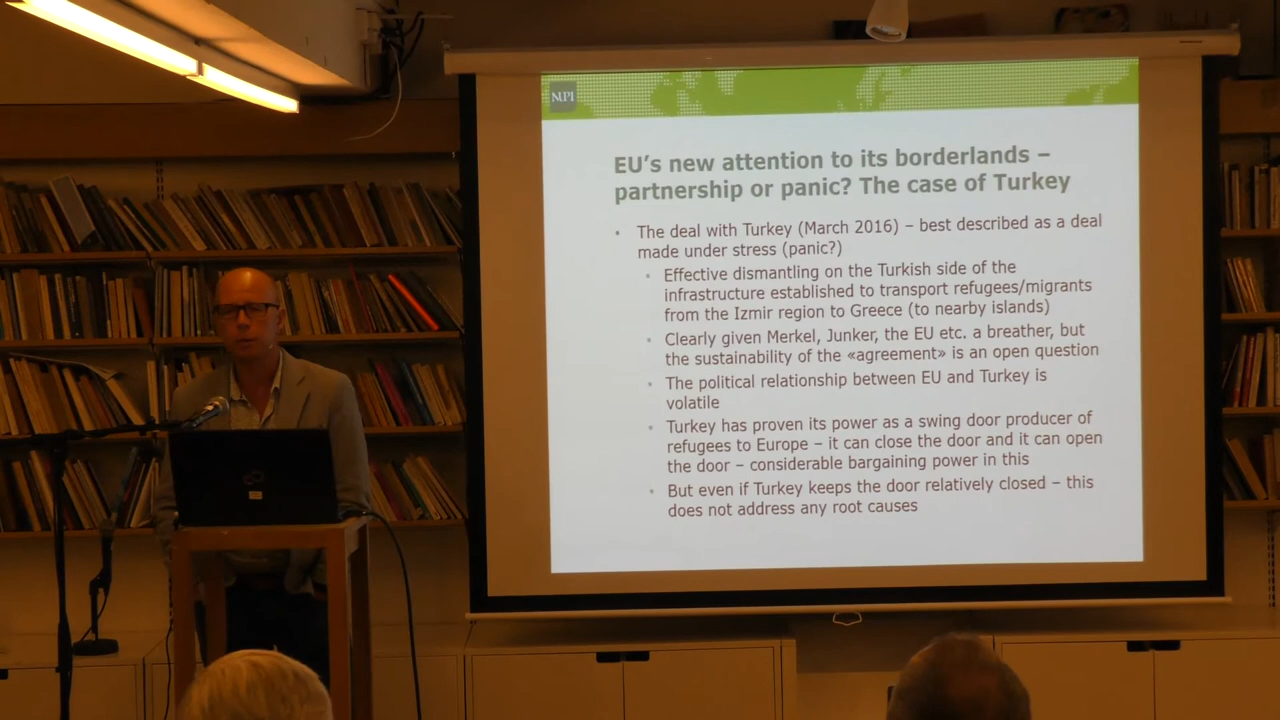 NUPI
EU's new attention to its borderlands –
partnership or panic? The case of Turkey
• The deal with Turkey (March 2016) – best described as a deal
made under stress (panic?)
• Effective dismantling on the Turkish side of the
infrastructure established to transport refugees/migrants
from the Izmir region to Greece (to nearby islands)
• Clearly given Merkel, Junker, the EU etc. a breather, but
the sustainability of the «agreement» is an open question
• The political relationship between EU and Turkey is
volatile
• Turkey has proven its power as a swing door producer of
refugees to Europe – it can close the door and it can open
the door – considerable bargaining power in this
• But even if Turkey keeps the door relatively closed – this
does not address any root causes